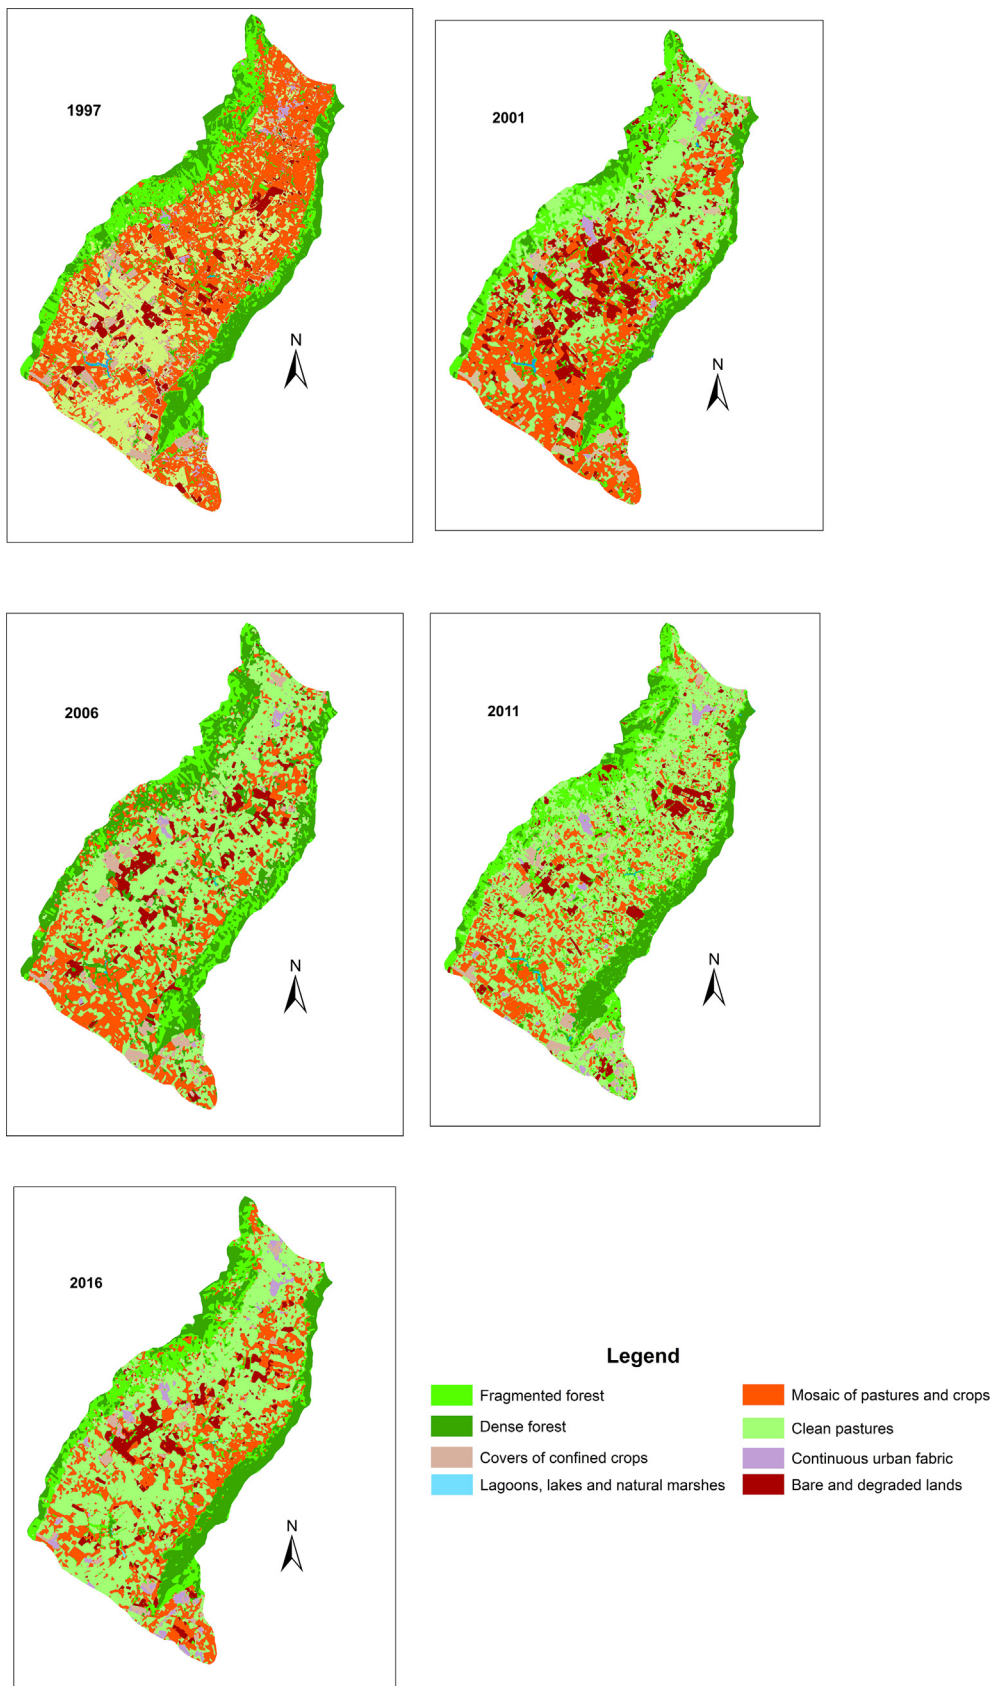 1997
N
2001
N
2006
N
2011
N
2016
N
Legend
Fragmented forest
Dense forest
Covers of confined crops
Lagoons, lakes and natural marshes
Mosaic of pastures and crops
Clean pastures
Continuous urban fabric
Bare and degraded lands